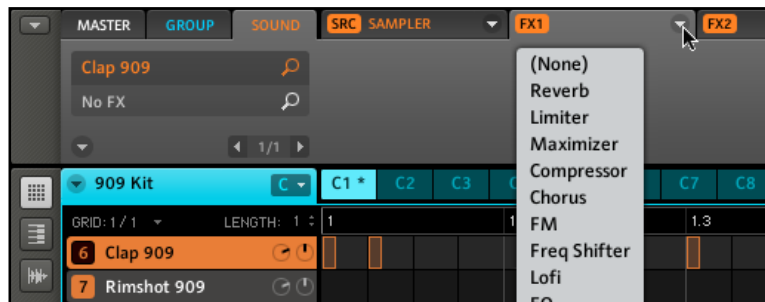 MASTER GROUP SOUND SRC SAMPLER FX1 FX2
Clap 909
No FX
1/1
(None)
Reverb
Limiter
Maximizer
Compressor
Chorus
FM
Freq Shifter
Lofi
909 Kit C C1 * C2 C3 C7 C8
GRID: 1 / 1 LENGTH: 1 1 1.3
6 Clap 909
7 Rimshot 909